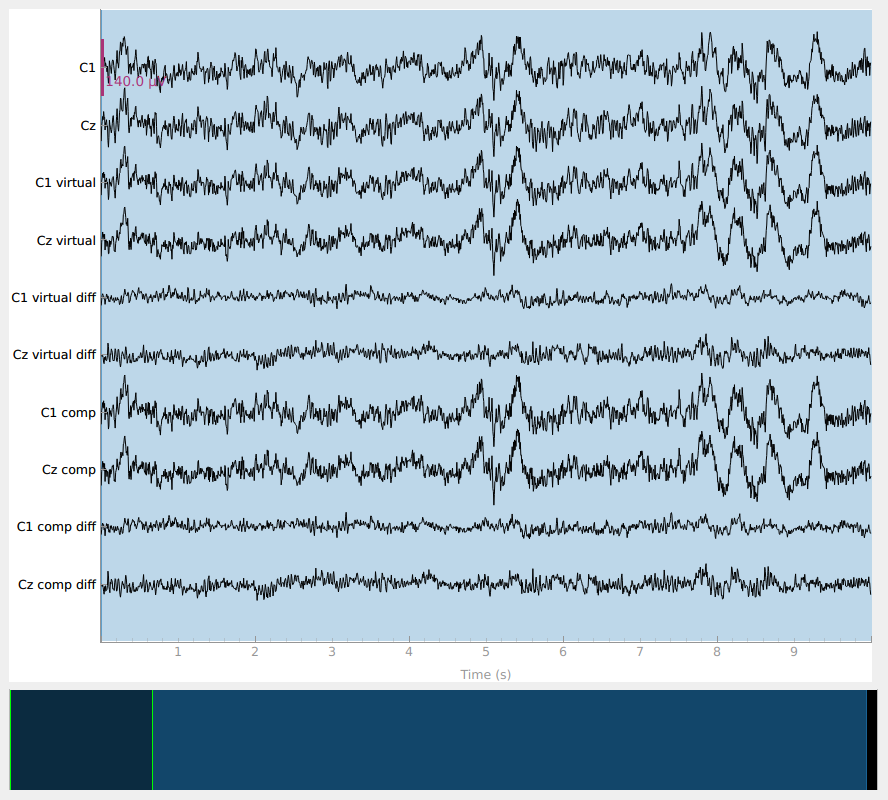 C1
140.0 µV
Cz
C1 virtual
Cz virtual
C1 virtual diff
Cz virtual diff
C1 comp
Cz comp
C1 comp diff
Cz comp diff
1 2 3 4 5 6 7 8 9
Time (s)